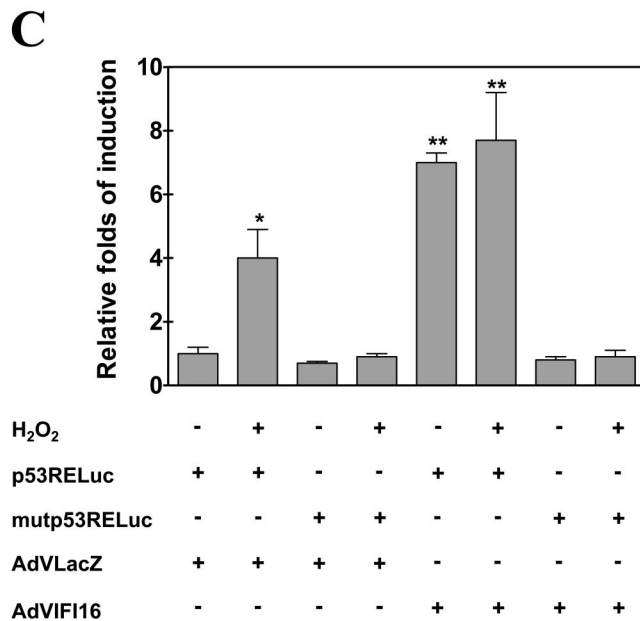 C
Relative folds of induction
10
8
6
4
2
0
*
**
**
H₂O₂ - + - + - + - +
p53RELuc + + - - + + - -
mutp53RELuc - - + + - - + +
AdVLacZ + + + + - - - -
AdVIFI16 - - - - + + + +